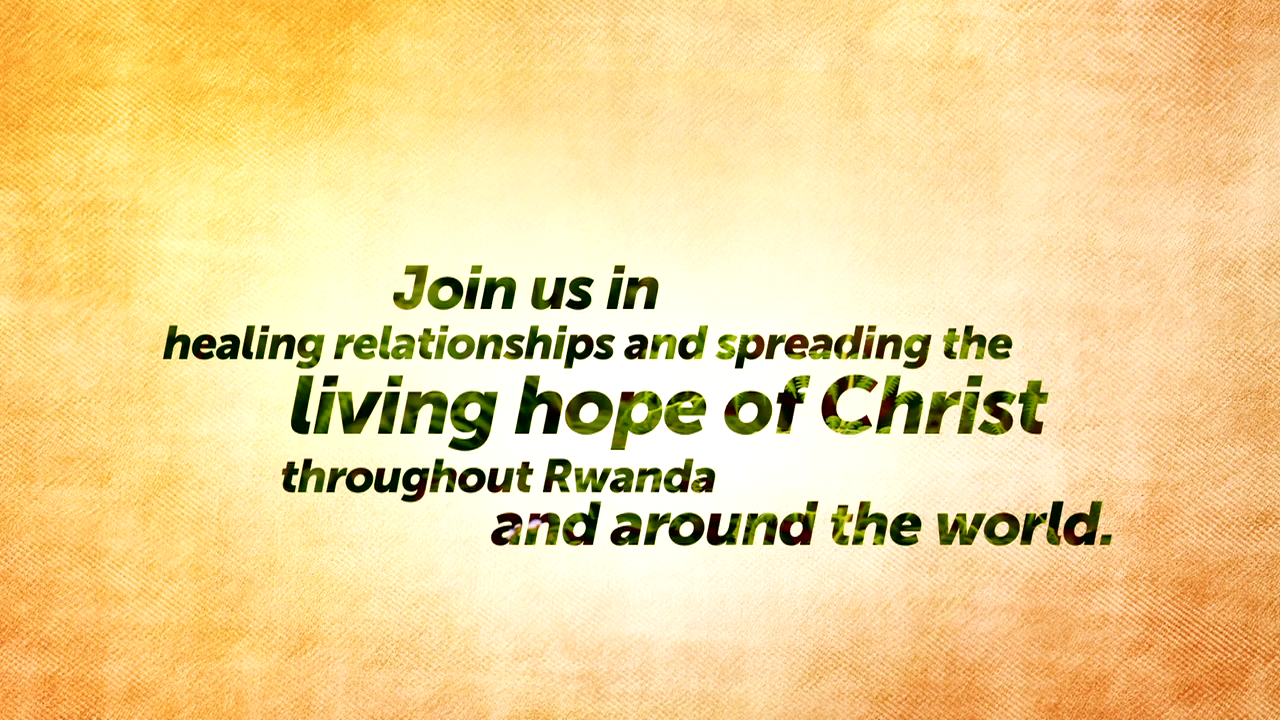 Join us in
healing relationships and spreading the
living hope of Christ
throughout Rwanda
and around the world.